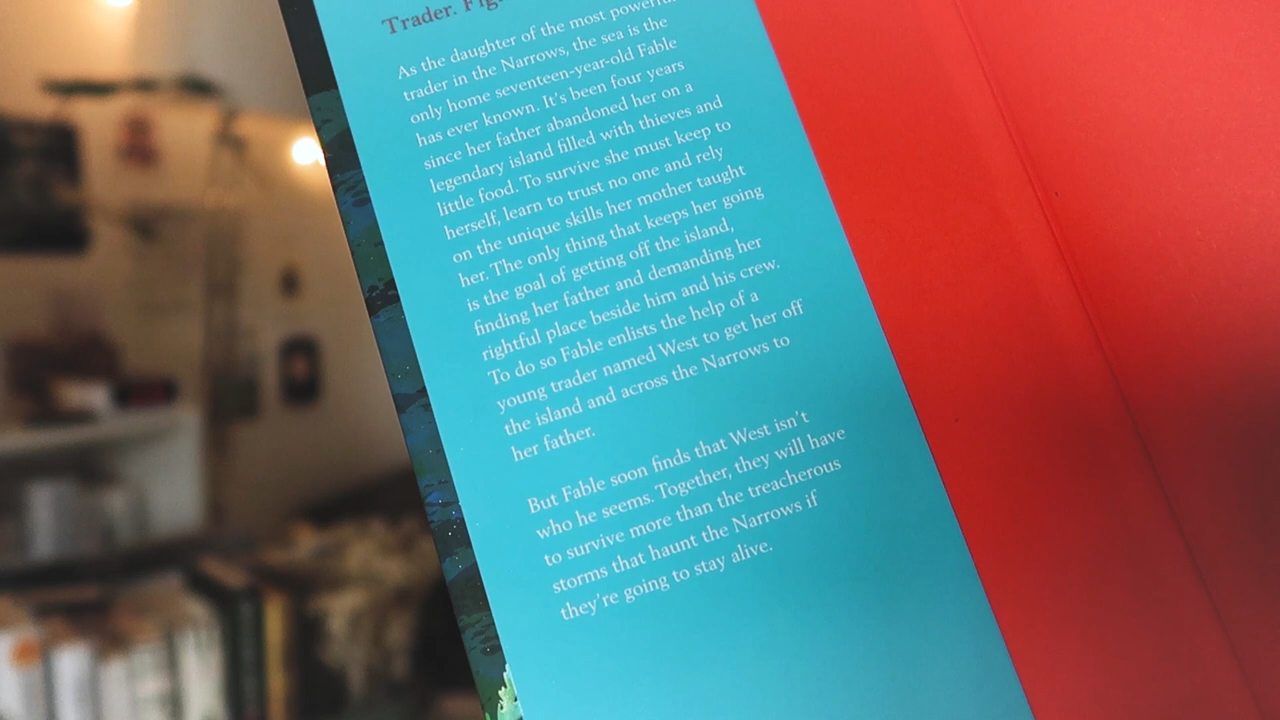 Trader.
As the daughter of the most powerful
trader in the Narrows, the sea is the
only home seventeen-year-old Fable
has ever known. It's been four years
since her father abandoned her on a
legendary island filled with thieves and
little food. To survive she must keep to
herself, learn to trust no one and rely
on the unique skills her mother taught
her. The only thing that keeps her going
is the goal of getting off the island,
finding her father and demanding her
rightful place beside him and his crew.
To do so Fable enlists the help of a
young trader named West to get her off
the island and across the Narrows to
her father.
But Fable soon finds that West isn't
who he seems. Together, they will have
to survive more than the treacherous
storms that haunt the Narrows if
they're going to stay alive.